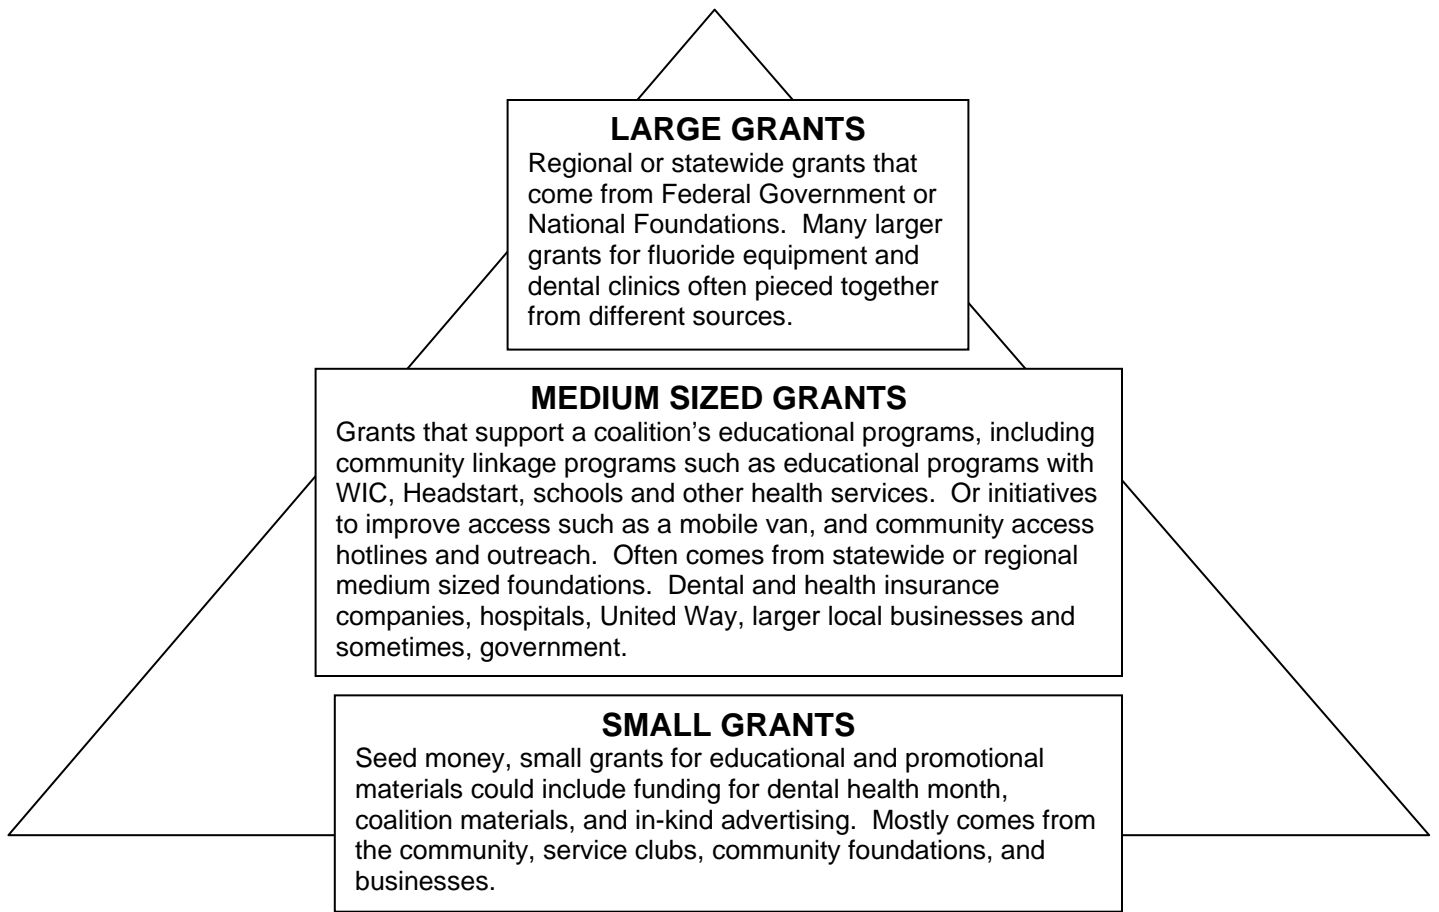 LARGE GRANTS
Regional or statewide grants that
come from Federal Government or
National Foundations.  Many larger
grants for fluoride equipment and
dental clinics often pieced together
from different sources.
MEDIUM SIZED GRANTS
Grants that support a coalition’s educational programs, including
community linkage programs such as educational programs with
WIC, Headstart, schools and other health services.  Or initiatives
to improve access such as a mobile van, and community access
hotlines and outreach.  Often comes from statewide or regional
medium sized foundations.  Dental and health insurance
companies, hospitals, United Way, larger local businesses and
sometimes, government.
SMALL GRANTS
Seed money, small grants for educational and promotional
materials could include funding for dental health month,
coalition materials, and in-kind advertising.  Mostly comes from
the community, service clubs, community foundations, and
businesses.